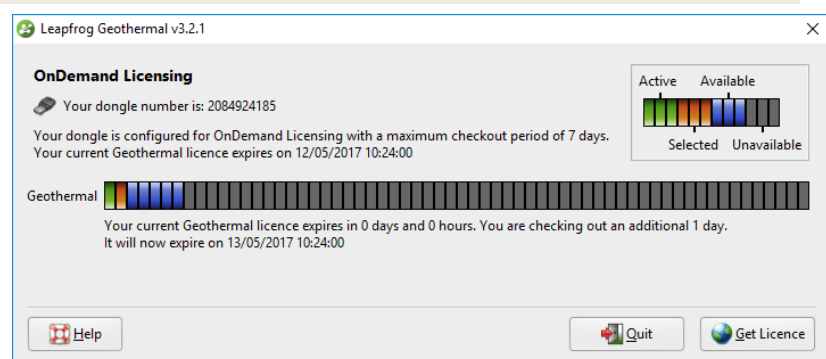 Leapfrog Geothermal v3.2.1
OnDemand Licensing
Your dongle number is: 2084924185
Your dongle is configured for OnDemand Licensing with a maximum checkout period of 7 days.
Your current Geothermal licence expires on 12/05/2017 10:24:00
Active Available
Selected Unavailable
Geothermal
Your current Geothermal licence expires in 0 days and 0 hours. You are checking out an additional 1 day.
It will now expire on 13/05/2017 10:24:00
Help
Quit
Get Licence